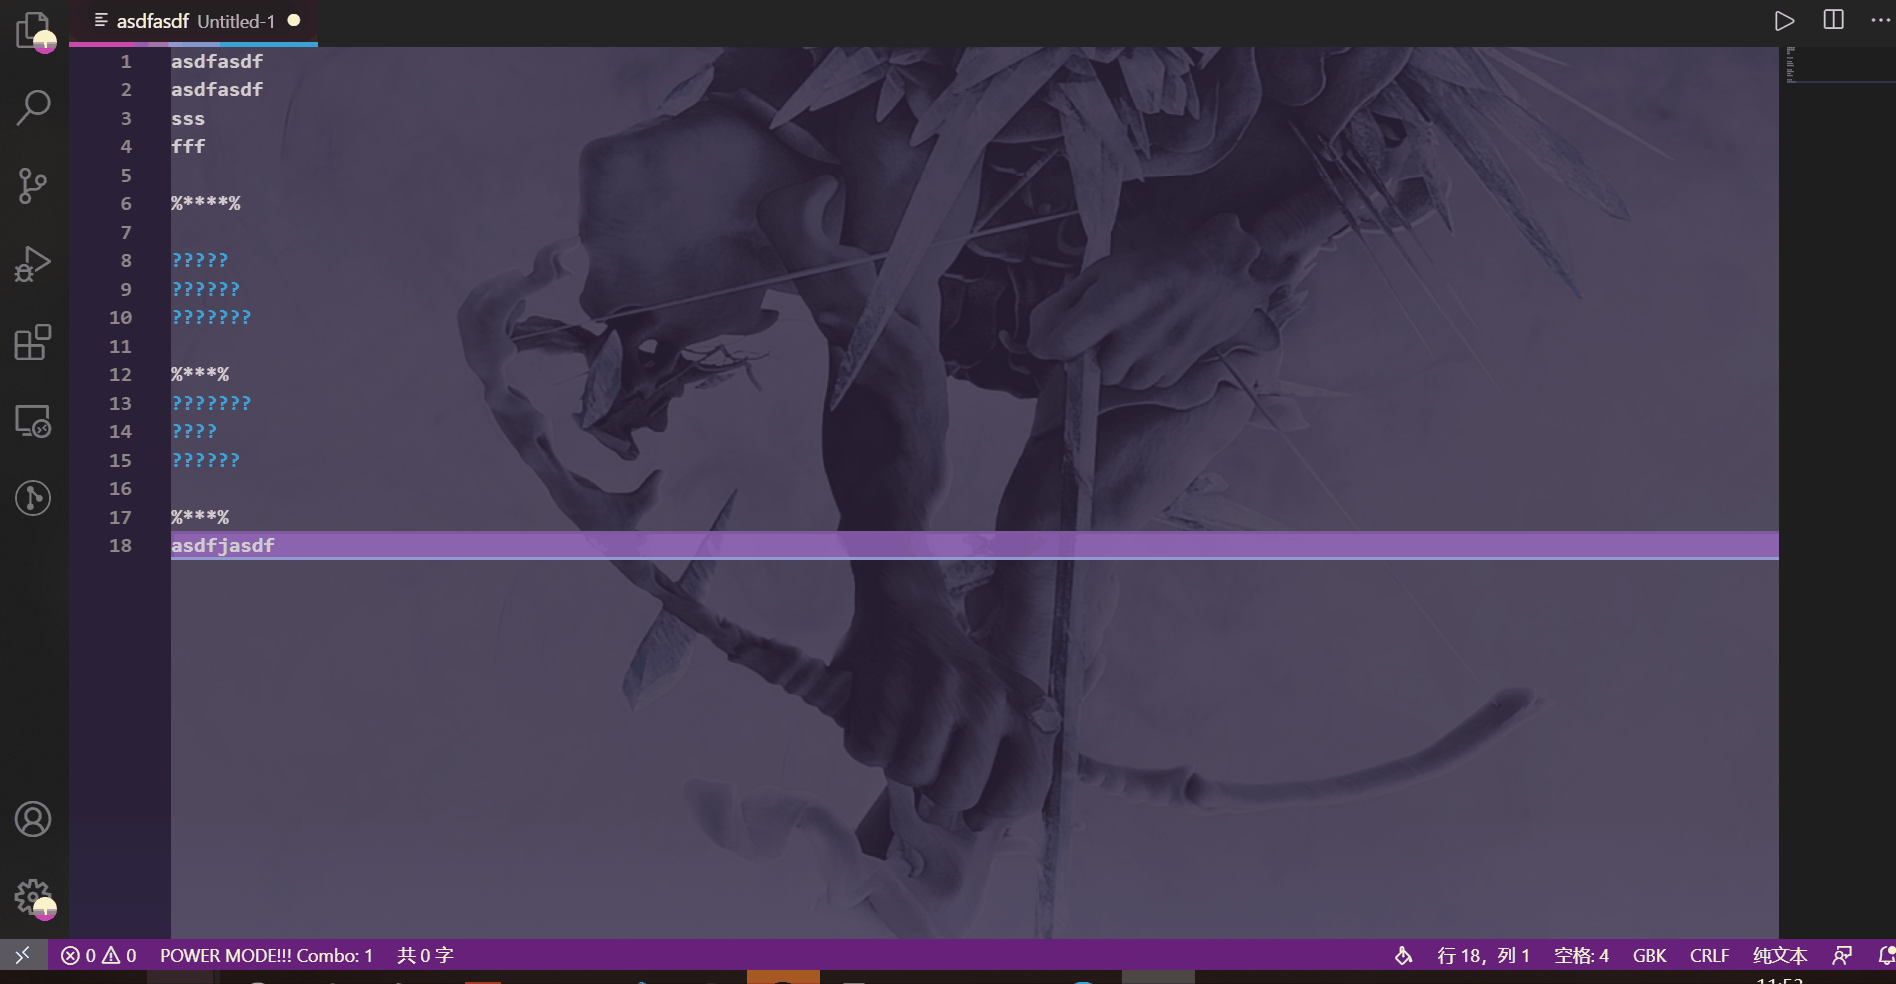 asdfasdf Untitled-1
1 asdfasdf
2 asdfasdf
3 sss
4 fff
5
6 %****%
7
8 ?????
9 ??????
10 ???????
11
12 %***%
13 ???????
14 ????
15 ??????
16
17 %***%
18 asdfjasdf
0 0 POWER MODE!!! Combo: 1 共 0 字 行 18，列 1 空格: 4 GBK CRLF 纯文本